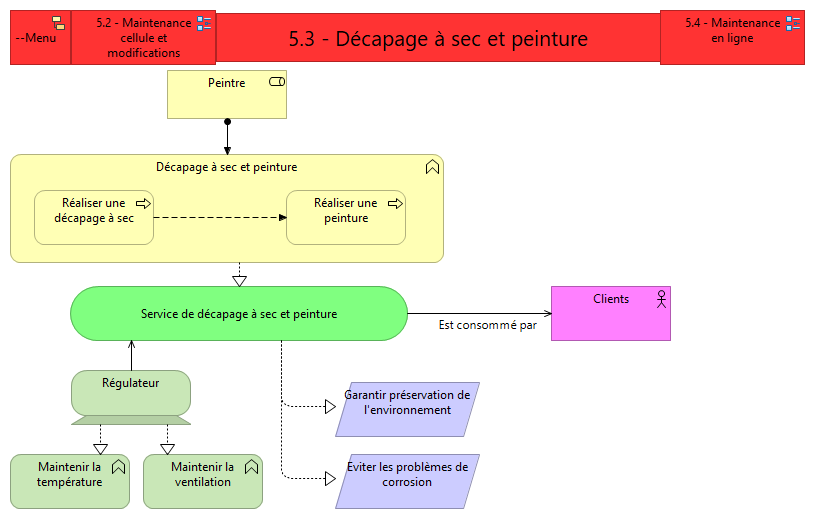 --Menu
5.2 - Maintenance
cellule et
modifications
5.3 - Décapage à sec et peinture
5.4 - Maintenance
en ligne
Peintre
Décapage à sec et peinture
Réaliser une
décapage à sec
Réaliser une
peinture
Service de décapage à sec et peinture
Est consommé par
Clients
Régulateur
Garantir préservation de
l'environnement
Maintenir la
température
Maintenir la
ventilation
Eviter les problèmes de
corrosion